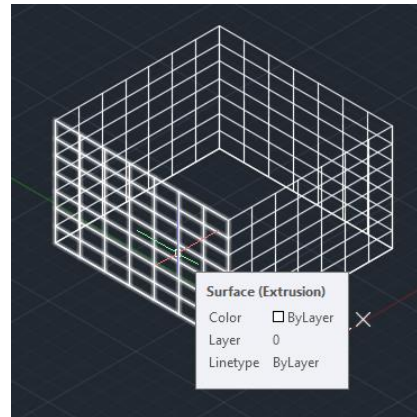 Surface (Extrusion)
Color ByLayer
Layer 0
Linetype ByLayer